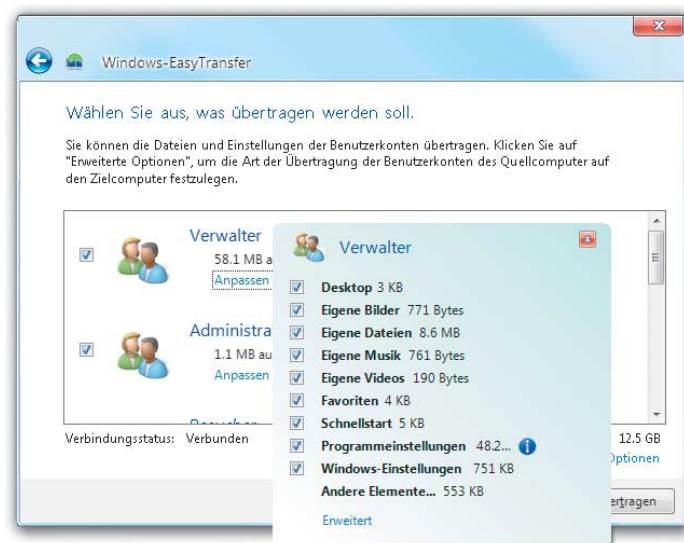 Windows-EasyTransfer
Wählen Sie aus, was übertragen werden soll.
Sie können die Dateien und Einstellungen der Benutzerkonten übertragen. Klicken Sie auf
"Erweiterte Optionen", um die Art der Übertragung der Benutzerkonten des Quellcomputer auf
den Zielcomputer festzulegen.
Verwalter
58.1 MB a
Anpassen
Administra
1.1 MB au
Anpassen
Verbindungsstatus: Verbunden
12.5 GB
Optionen
ertragen
Verwalter
Desktop 3 KB
Eigene Bilder 771 Bytes
Eigene Dateien 8.6 MB
Eigene Musik 761 Bytes
Eigene Videos 190 Bytes
Favoriten 4 KB
Schnellstart 5 KB
Programmeinstellungen 48.2...
Windows-Einstellungen 751 KB
Andere Elemente... 553 KB
Erweitert